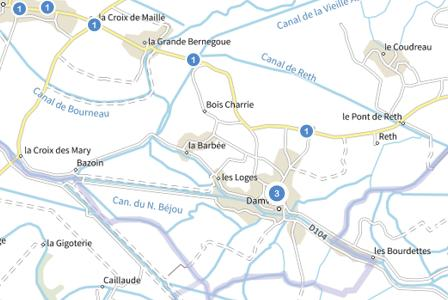 1
1
la Croix de Maillé
Canal de la Vieille
1
la Grande Bernegoue
le Coudreau
1
Canal de Reth
Canal de Bourneau
Bois Charrie
le Pont de Reth
1
Reth
la Barbée
la Croix des Mary
Bazoin
les Loges
3
Can. du N. Béjou
D104
la Gigoterie
les Bourdettes
Caillaude